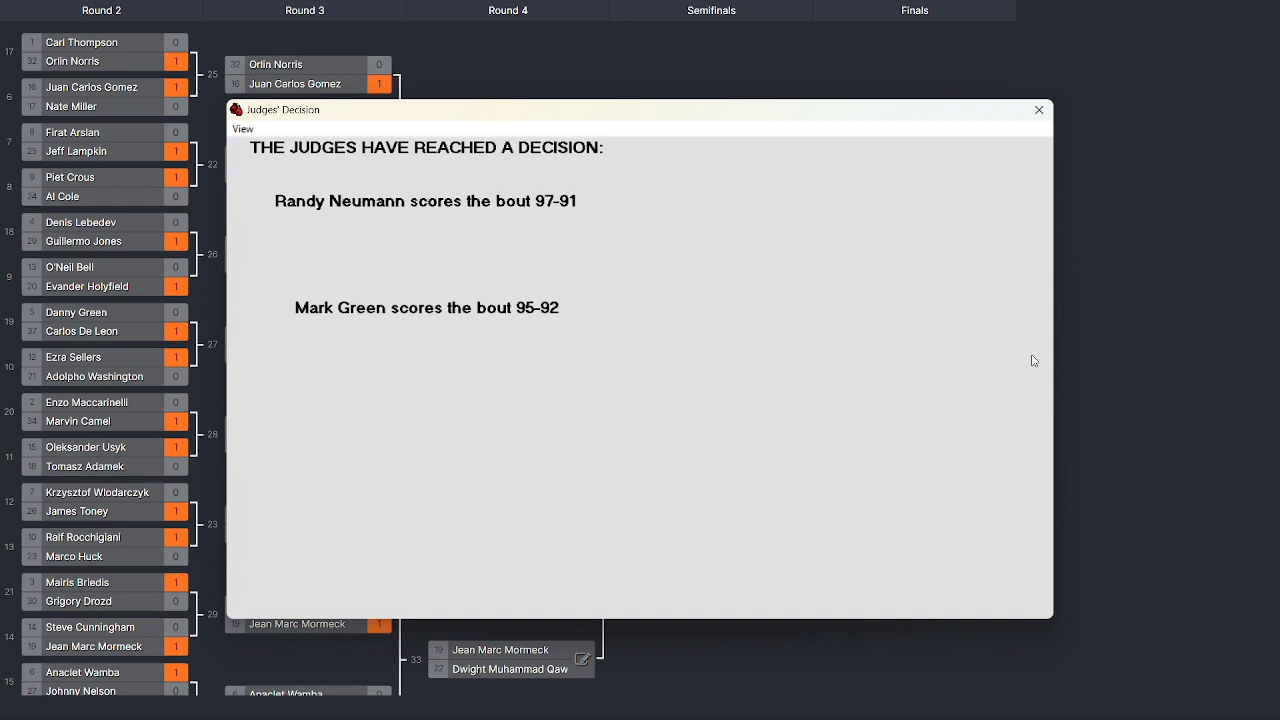 Round 2 Round 3 Round 4 Semifinals Finals
17
1 Carl Thompson 0
32 Orlin Norris 1
6
16 Juan Carlos Gomez 1
17 Nate Miller 0
25
32 Orlin Norris 0
16 Juan Carlos Gomez 1
7
8 Firat Arslan 0
25 Jeff Lampkin 1
8
9 Piet Crous 1
24 Al Cole 0
22
18
4 Denis Lebedev 0
29 Guillermo Jones 1
9
13 O'Neil Bell 0
20 Evander Holyfield 1
26
19
5 Danny Green 0
37 Carlos De Leon 1
10
12 Ezra Sellers 1
21 Adolpho Washington 0
27
20
2 Enzo Maccarinelli 0
34 Marvin Camel 1
11
15 Oleksander Usyk 1
18 Tomasz Adamek 0
28
12
7 Krzysztof Wlodarczyk 0
26 James Toney 1
13
10 Ralf Rocchigiani 1
23 Marco Huck 0
23
21
3 Mairis Briedis 1
30 Grigory Drozd 0
14
14 Steve Cunningham 0
19 Jean Marc Mormeck 1
29
19 Jean Marc Mormeck 1
15
6 Anaclet Wamba 1
27 Johnny Nelson 0
6 Anaclet Wamba 0
33
19 Jean Marc Mormeck
22 Dwight Muhammad Qaw
Judges' Decision
View
THE JUDGES HAVE REACHED A DECISION:
Randy Neumann scores the bout 97-91
Mark Green scores the bout 95-92